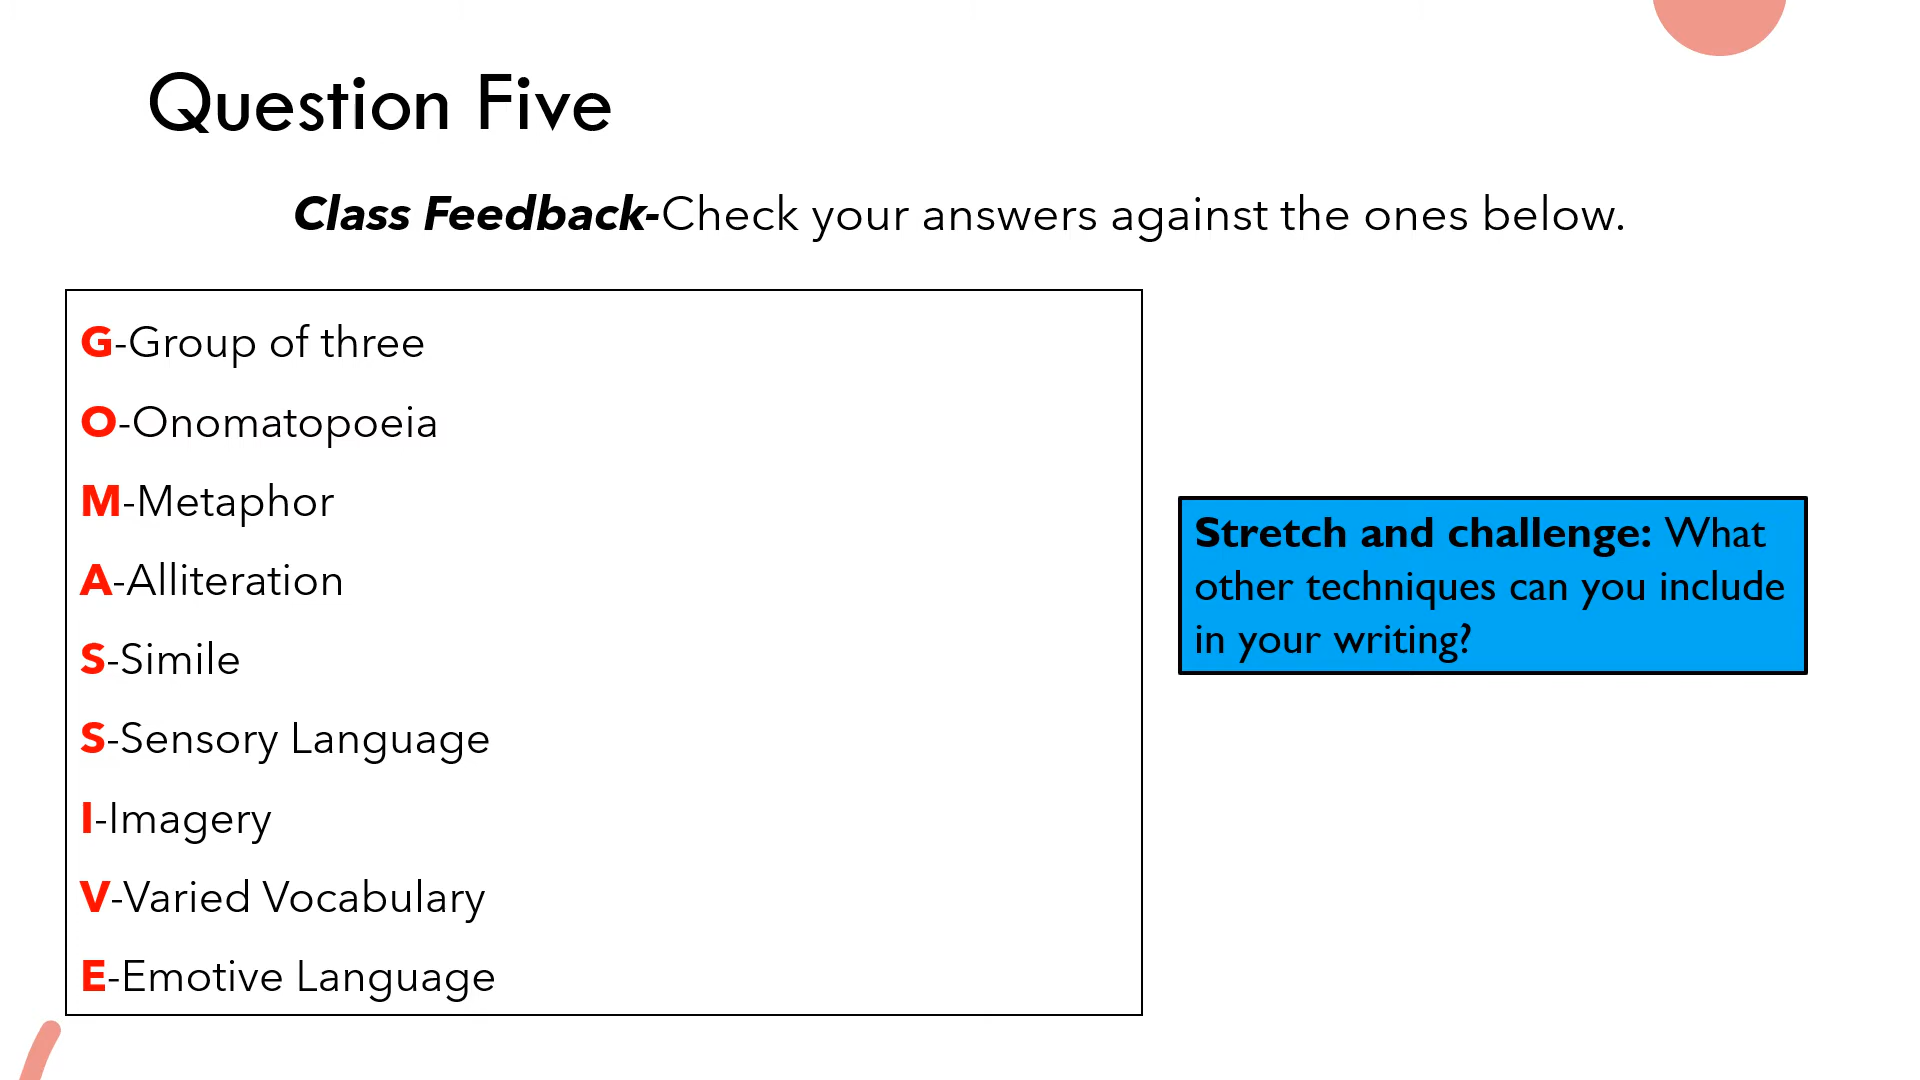 Question Five
Class Feedback-Check your answers against the ones below.
G-Group of three
O-Onomatopoeia
M-Metaphor
A-Alliteration
S-Simile
S-Sensory Language
I-Imagery
V-Varied Vocabulary
E-Emotive Language
Stretch and challenge: What
other techniques can you include
in your writing?